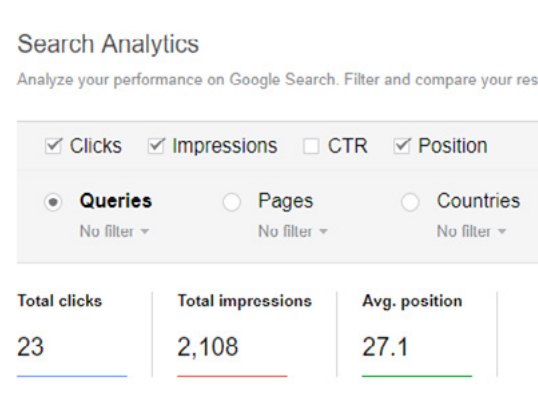 Search Analytics
Analyze your performance on Google Search. Filter and compare your res
Clicks Impressions CTR Position
Queries Pages Countries
No filter No filter No filter
Total clicks Total impressions Avg. position
23 2,108 27.1